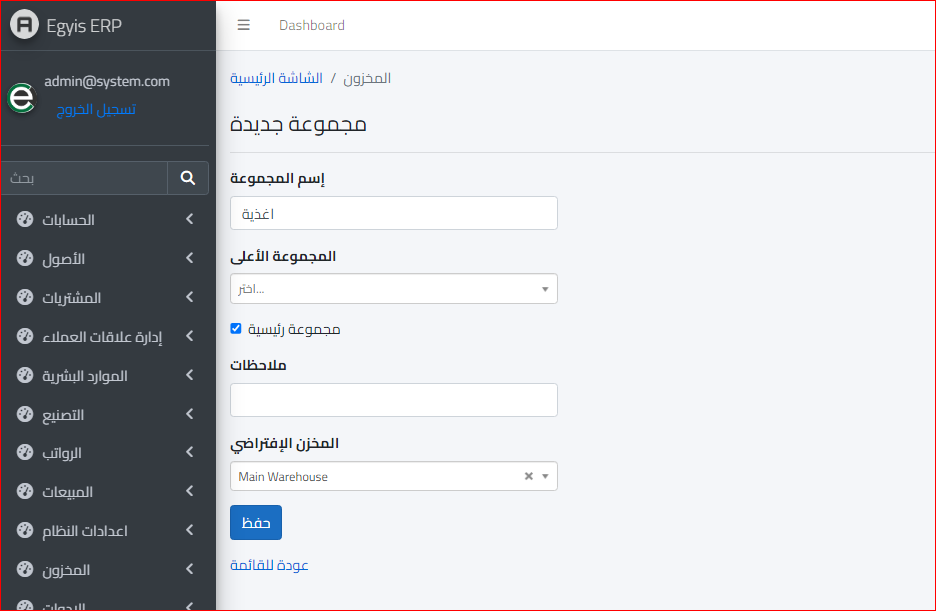 Egyis ERP
Dashboard
admin@system.com
تسجيل الخروج
بحث
الحسابات
الأصول
المشتريات
إدارة علاقات العملاء
الموارد البشرية
التصنيع
الرواتب
المبيعات
اعدادات النظام
المخزون
الادوات
الشاشة الرئيسية / المخزون
مجموعة جديدة
إسم المجموعة
اغذية
المجموعة الأعلى
اختر...
مجموعة رئيسية
ملاحظات
المخزن الإفتراضي
Main Warehouse
حفظ
عودة للقائمة